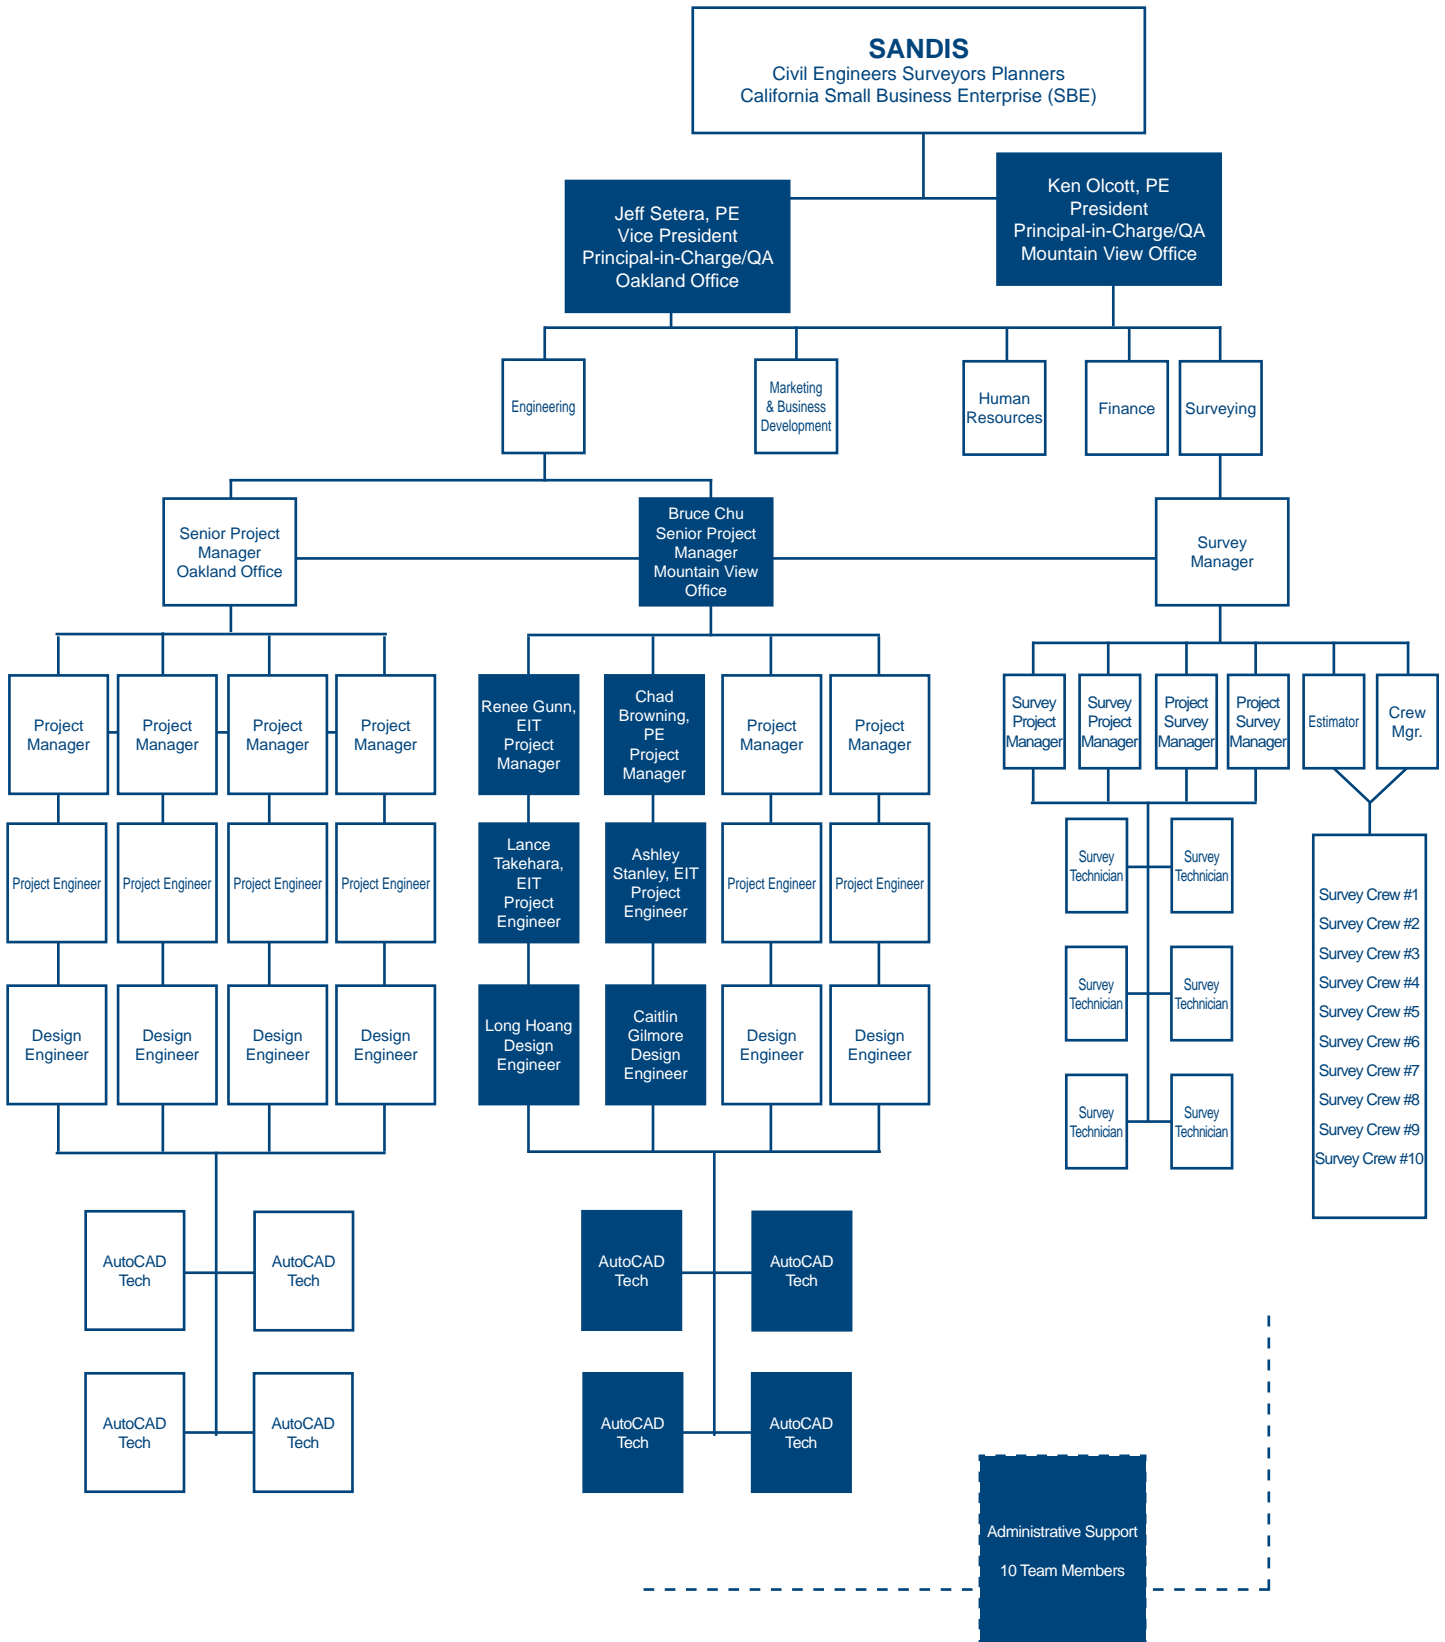 SANDIS
Civil Engineers Surveyors Planners
California Small Business Enterprise (SBE)
Jeff Setera, PE
Vice President
Principal-in-Charge/QA
Oakland Office
Ken Olcott, PE
President
Principal-in-Charge/QA
Mountain View Office
Engineering
Marketing
& Business
Development
Human
Resources
Finance
Surveying
Senior Project
Manager
Oakland Office
Bruce Chu
Senior Project
Manager
Mountain View
Office
Survey
Manager
Project
Manager
Project
Manager
Project
Manager
Project
Manager
Renee Gunn,
EIT
Project
Manager
Chad
Browning,
PE
Project
Manager
Project
Manager
Project
Manager
Survey
Project
Manager
Survey
Project
Manager
Project
Survey
Manager
Project
Survey
Manager
Estimator
Crew
Mgr.
Project Engineer
Project Engineer
Project Engineer
Project Engineer
Lance
Takehara,
EIT
Project
Engineer
Ashley
Stanley, EIT
Project
Engineer
Project Engineer
Project Engineer
Survey
Technician
Survey
Technician
Survey
Technician
Survey
Technician
Survey
Technician
Survey
Technician
Survey Crew #1
Survey Crew #2
Survey Crew #3
Survey Crew #4
Survey Crew #5
Survey Crew #6
Survey Crew #7
Survey Crew #8
Survey Crew #9
Survey Crew #10
Design
Engineer
Design
Engineer
Design
Engineer
Design
Engineer
Long Hoang
Design
Engineer
Caitlin
Gilmore
Design
Engineer
Design
Engineer
Design
Engineer
AutoCAD
Tech
AutoCAD
Tech
AutoCAD
Tech
AutoCAD
Tech
AutoCAD
Tech
AutoCAD
Tech
AutoCAD
Tech
AutoCAD
Tech
Administrative Support
10 Team Members